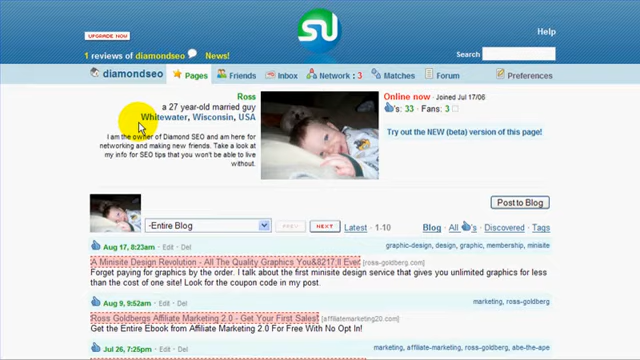 SU
UPGRADE NOW
Help
1 reviews of diamondseo News!
Search
diamondseo Pages Friends Inbox Network : 3 Matches Forum Preferences
Ross
a 27 year-old married guy
Whitewater, Wisconsin, USA
I am the owner of Diamond SEO and am here for
networking and making new friends. Take a look at
my info for SEO tips that you won't be able to live
without.
Online now · Joined Jul 17/06
's: 33 · Fans: 3
Try out the NEW (beta) version of this page!
Post to Blog
-Entire Blog PREV NEXT Latest · 1-10 Blog · All 's · Discovered · Tags
Aug 17, 8:23am · Edit · Del graphic-design, design, graphic, membership, minisite
A Minisite Design Revolution - All The Quality Graphics You&8217;ll Ever [ross-goldberg.com]
Forget paying for graphics by the order. I talk about the first minisite design service that gives you unlimited graphics for less
than the cost of one site! Look for the coupon code in my post.
Aug 9, 9:52am · Edit · Del marketing, ross-goldberg
Ross Goldbergs Affiliate Marketing 2.0 - Get Your First Sales! [affiliatemarketing20.com]
Get the Entire Ebook from Affiliate Marketing 2.0 For Free With No Opt In!
Jul 26, 7:25pm · Edit · Del marketing, affiliate-marketing, ross-goldberg, abe-the-ape